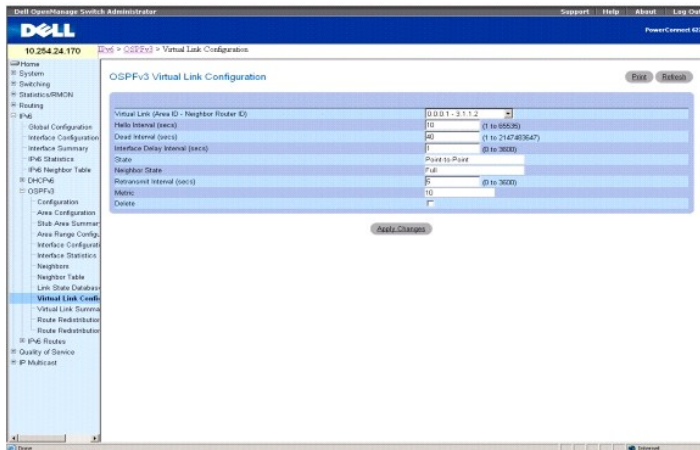 Dell OpenManage Switch Administrator
Support Help About Log Out
DELL
PowerConnect 62
10.254.24.170
IPv6 > OSPFv3 > Virtual Link Configuration
Home
System
Switching
Statistics/RMON
Routing
IPv6
Global Configuration
Interface Configuration
Interface Summary
IPv6 Statistics
IPv6 Neighbor Table
DHCPv6
OSPFv3
Configuration
Area Configuration
Stub Area Summary
Area Range Configu
Interface Configurati
Interface Statistics
Neighbors
Neighbor Table
Link State Databas
Virtual Link Confi
Virtual Link Summa
Route Redistribution
Route Redistribution
IPv6 Routes
Quality of Service
IP Multicast
OSPFv3 Virtual Link Configuration
Print Refresh
Virtual Link (Area ID - Neighbor Router ID) 0.0.0.1 - 3.1.1.2
Hello Interval (secs) 10 (1 to 65535)
Dead Interval (secs) 40 (1 to 2147483647)
Interface Delay Interval (secs) 1 (0 to 3600)
State Point-to-Point
Neighbor State Full
Retransmit Interval (secs) 5 (0 to 3600)
Metric 10
Delete
Apply Changes
Done
Internet